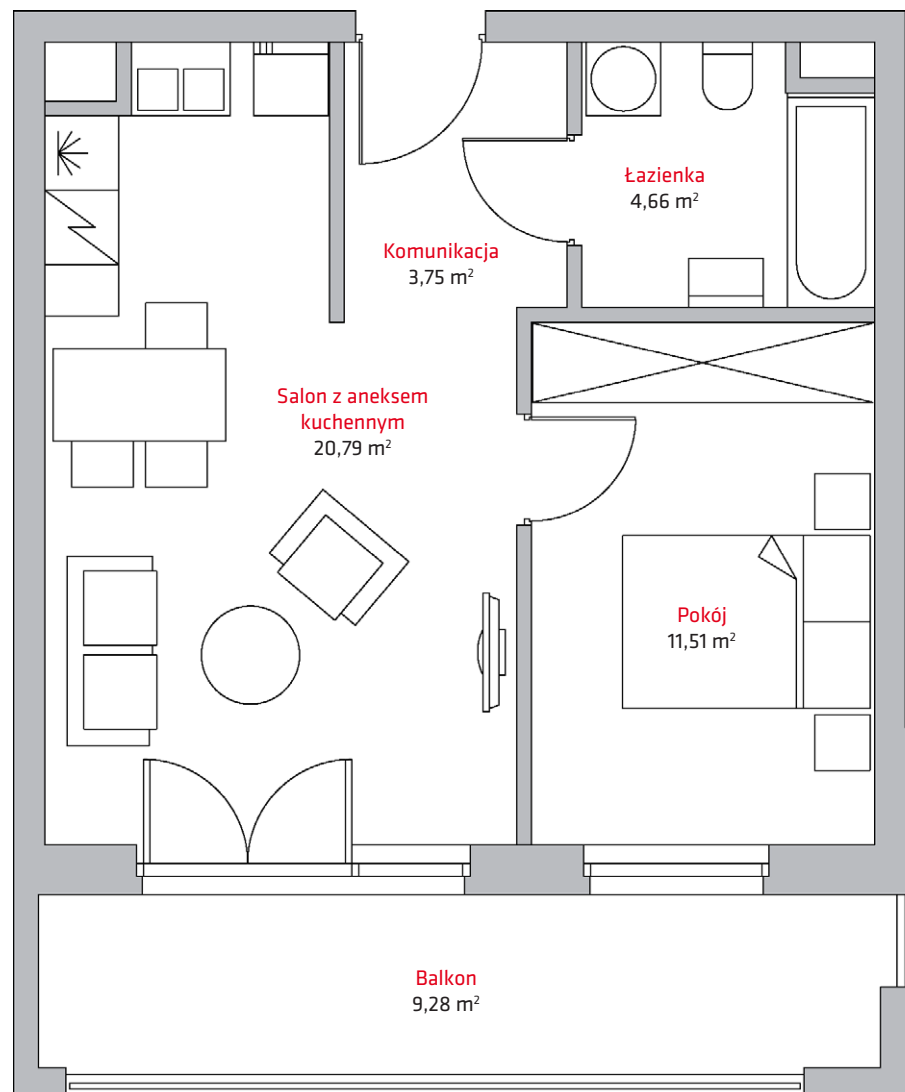 Łazienka
4,66 m²
Komunikacja
3,75 m²
Salon z aneksem
kuchennym
20,79 m²
Pokój
11,51 m²
Balkon
9,28 m²